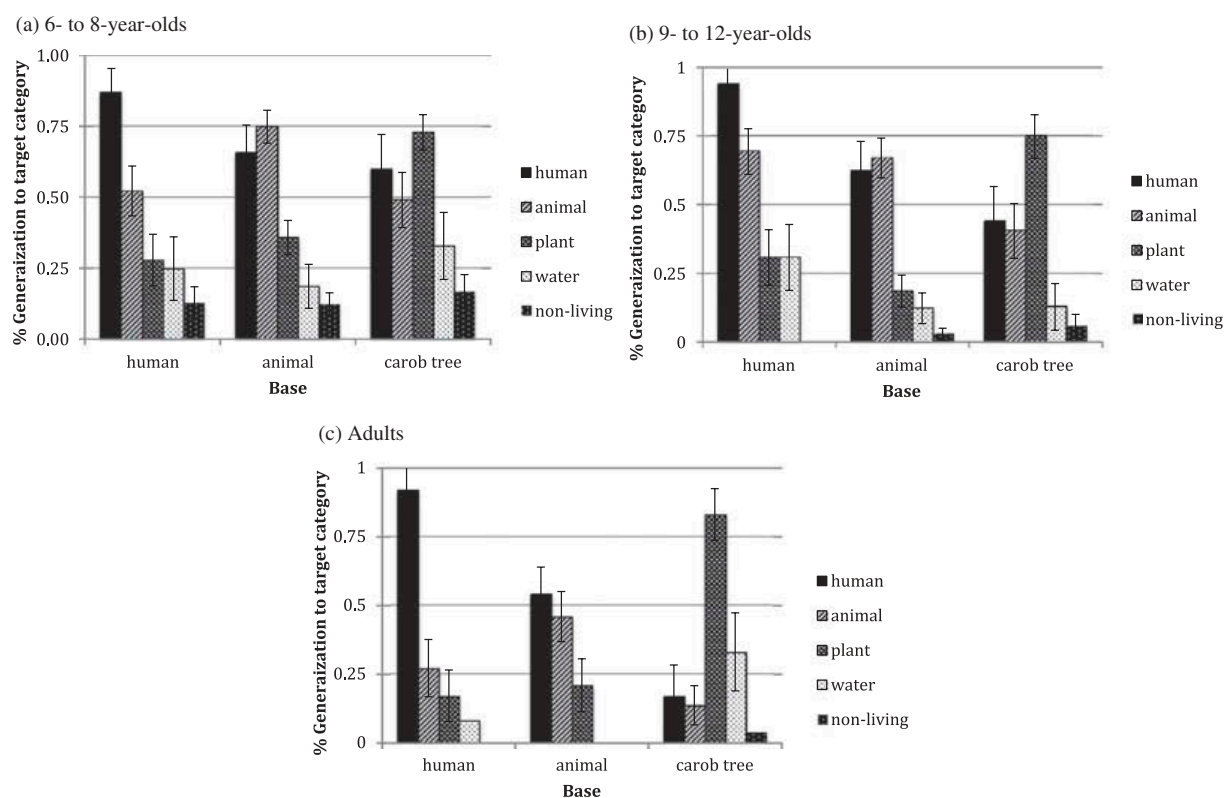 (a) 6- to 8-year-olds
% Generaization to target category
1.00
0.75
0.50
0.25
0.00
human
animal
carob tree
Base
human
animal
plant
water
non-living
(b) 9- to 12-year-olds
% Generaization to target category
1
0.75
0.5
0.25
0
human
animal
carob tree
Base
human
animal
plant
water
non-living
(c) Adults
% Generaization to target category
1
0.75
0.5
0.25
0
human
animal
carob tree
Base
human
animal
plant
water
non-living